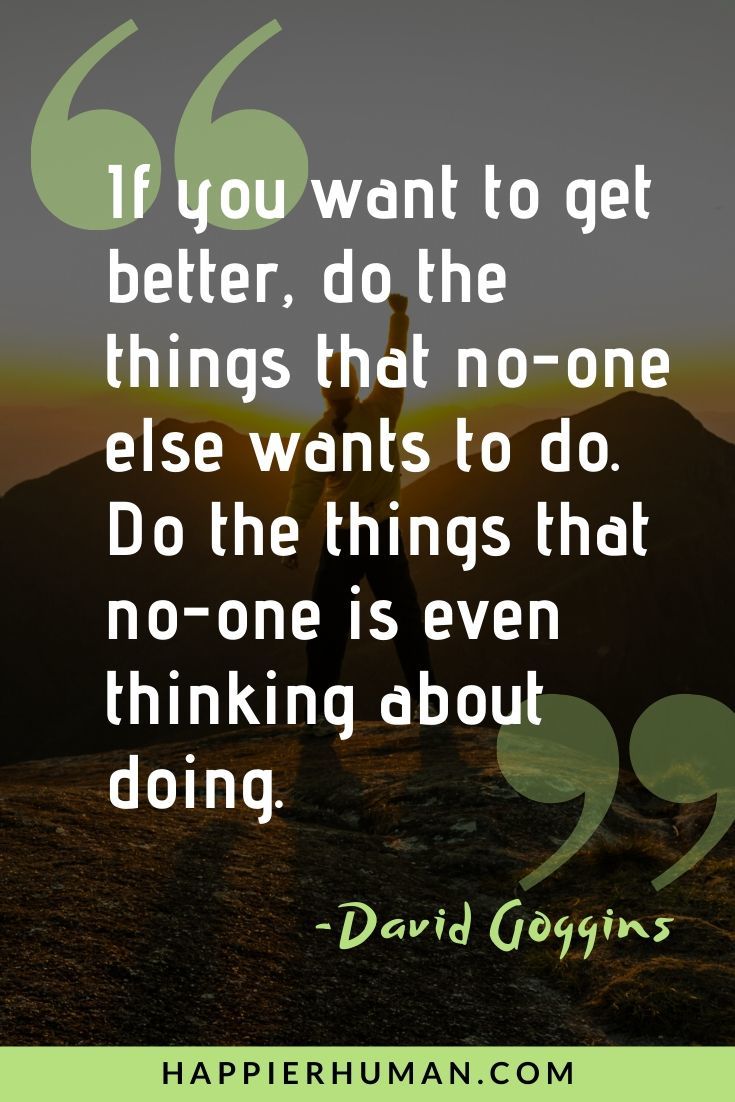 If you want to get
better, do the
things that no-one
else wants to do.
Do the things that
no-one is even
thinking about
doing.
-David Goggins
HAPPIERHUMAN.COM